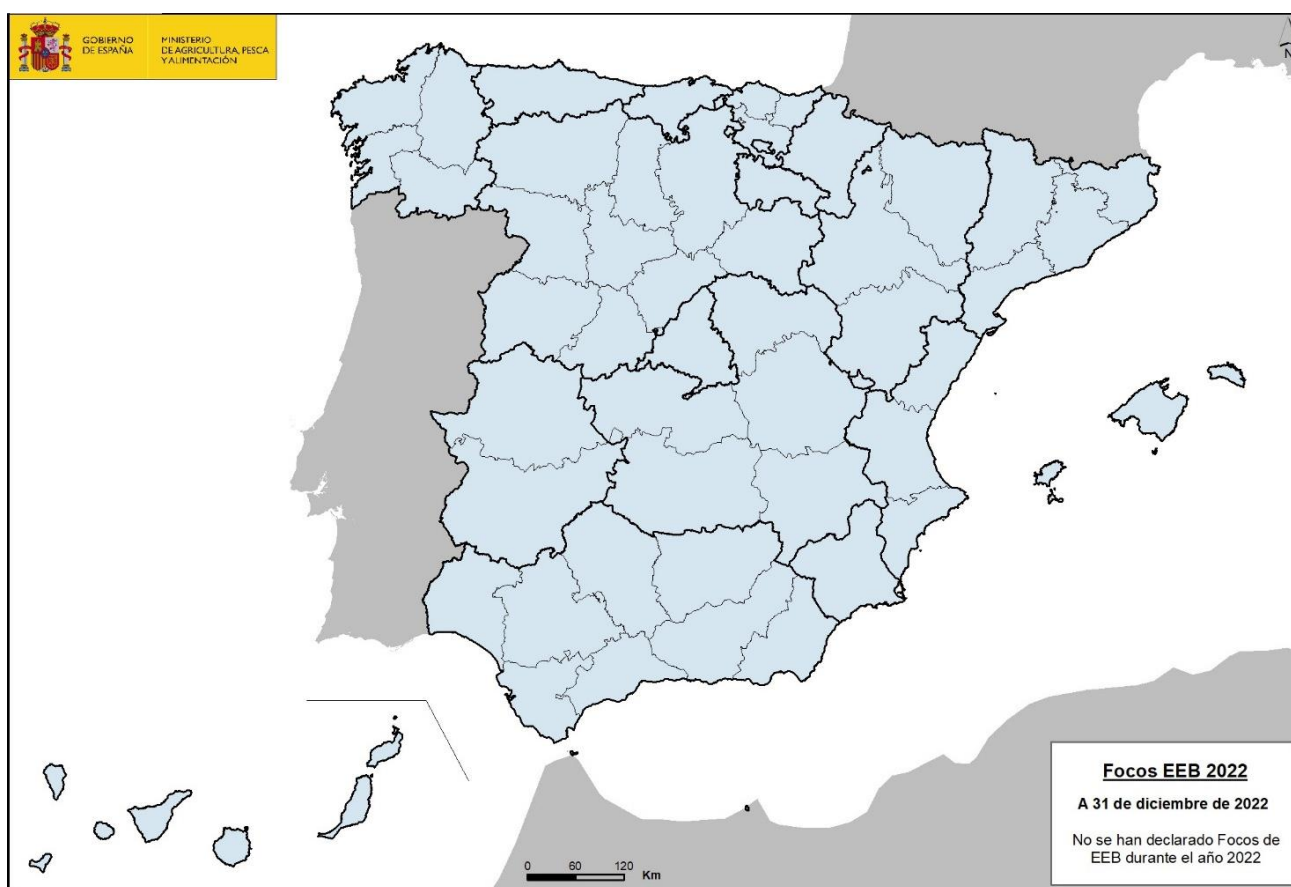 GOBIERNO
DE ESPAÑA
MINISTERIO
DE AGRICULTURA, PESCA
Y ALIMENTACIÓN
N
Focos EEB 2022
A 31 de diciembre de 2022
No se han declarado Focos de
EEB durante el año 2022
0 60 120
Km